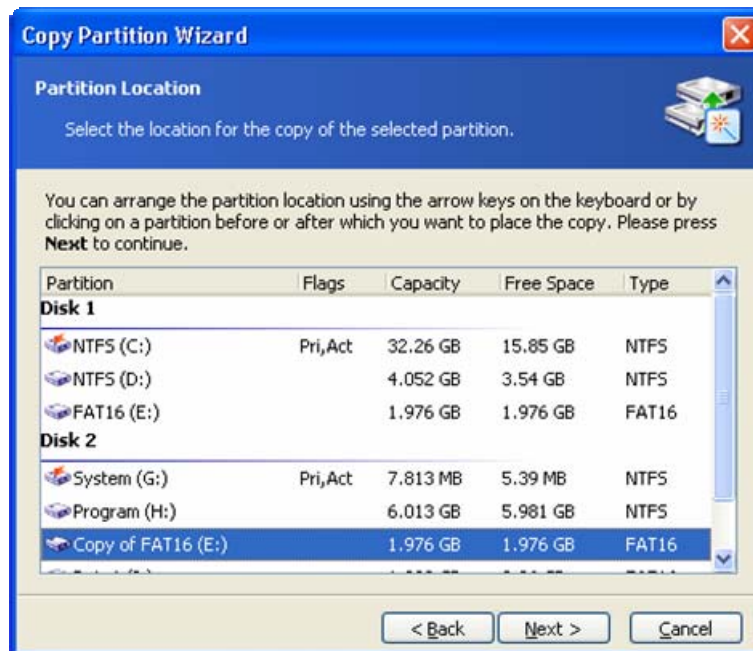 Copy Partition Wizard
Partition Location
Select the location for the copy of the selected partition.
You can arrange the partition location using the arrow keys on the keyboard or by
clicking on a partition before or after which you want to place the copy. Please press
Next to continue.
Partition Flags Capacity Free Space Type
Disk 1
NTFS (C:) Pri,Act 32.26 GB 15.85 GB NTFS
NTFS (D:) 4.052 GB 3.54 GB NTFS
FAT16 (E:) 1.976 GB 1.976 GB FAT16
Disk 2
System (G:) Pri,Act 7.813 MB 5.39 MB NTFS
Program (H:) 6.013 GB 5.981 GB NTFS
Copy of FAT16 (E:) 1.976 GB 1.976 GB FAT16
< Back Next > Cancel